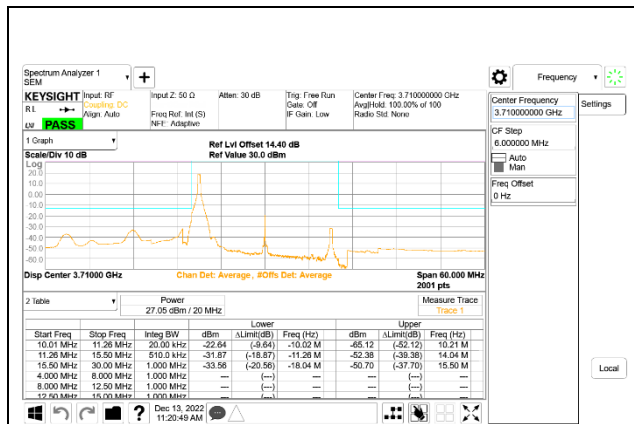 Spectrum Analyzer 1
SEM
Frequency
KEYSIGHT
Input: RF
Input Z: 50 Ω
Atten: 30 dB
Trig: Free Run
Center Freq: 3.710000000 GHz
RL
Coupling: DC
Gate: Off
Avg|Hold: 100.00% of 100
Align: Auto
Freq Ref: Int (S)
IF Gain: Low
Radio Std: None
NFE: Adaptive
PASS
Center Frequency
3.710000000 GHz
Settings
CF Step
6.000000 MHz
Auto
Man
Freq Offset
0 Hz
Local
1 Graph
Ref Lvl Offset 14.40 dB
Scale/Div 10 dB
Ref Value 30.0 dBm
Log
20.0
10.0
0.00
-10.0
-20.0
-30.0
-40.0
-50.0
-60.0
Disp Center 3.71000 GHz
Chan Det: Average , #Offs Det: Average
Span 60.000 MHz
2001 pts
2 Table
Power
Measure Trace
27.05 dBm / 20 MHz
Trace 1
Lower
Upper
Start Freq Stop Freq Integ BW dBm ΔLimit(dB) Freq (Hz) dBm ΔLimit(dB) Freq (Hz)
10.01 MHz 11.26 MHz 20.00 kHz -22.64 (-9.64) -10.02 M -65.12 (-52.12) 10.21 M
11.26 MHz 15.50 MHz 510.0 kHz -31.87 (-18.87) -11.26 M -52.38 (-39.38) 14.04 M
15.50 MHz 30.00 MHz 1.000 MHz -33.56 (-20.56) -18.04 M -50.70 (-37.70) 15.50 M
4.000 MHz 8.000 MHz 1.000 MHz --- (---) --- --- (---) ---
8.000 MHz 12.50 MHz 1.000 MHz --- (---) --- --- (---) ---
12.50 MHz 15.00 MHz 1.000 MHz --- (---) --- --- (---) ---
Dec 13, 2022
11:20:49 AM